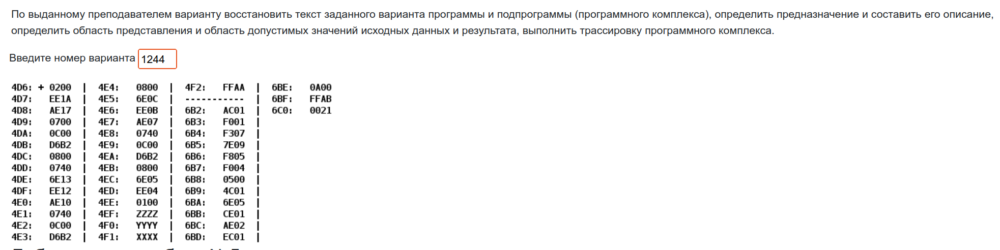 По выданному преподавателем варианту восстановить текст заданного варианта программы и подпрограммы (программного комплекса), определить предназначение и составить его описание,
определить область представления и область допустимых значений исходных данных и результата, выполнить трассировку программного комплекса.
Введите номер варианта 1244
4D6: + 0200 | 4E4: 0800 | 4F2: FFAA | 6BE: 0A00
4D7: EE1A | 4E5: 6E0C | ----------- | 6BF: FFAB
4D8: AE17 | 4E6: EE0B | 6B2: AC01 | 6C0: 0021
4D9: 0700 | 4E7: AE07 | 6B3: F001 |
4DA: 0C00 | 4E8: 0740 | 6B4: F307 |
4DB: D6B2 | 4E9: 0C00 | 6B5: 7E09 |
4DC: 0800 | 4EA: D6B2 | 6B6: F805 |
4DD: 0740 | 4EB: 0800 | 6B7: F004 |
4DE: 6E13 | 4EC: 6E05 | 6B8: 0500 |
4DF: EE12 | 4ED: EE04 | 6B9: 4C01 |
4E0: AE10 | 4EE: 0100 | 6BA: 6E05 |
4E1: 0740 | 4EF: ZZZZ | 6BB: CE01 |
4E2: 0C00 | 4F0: YYYY | 6BC: AE02 |
4E3: D6B2 | 4F1: XXXX | 6BD: EC01 |